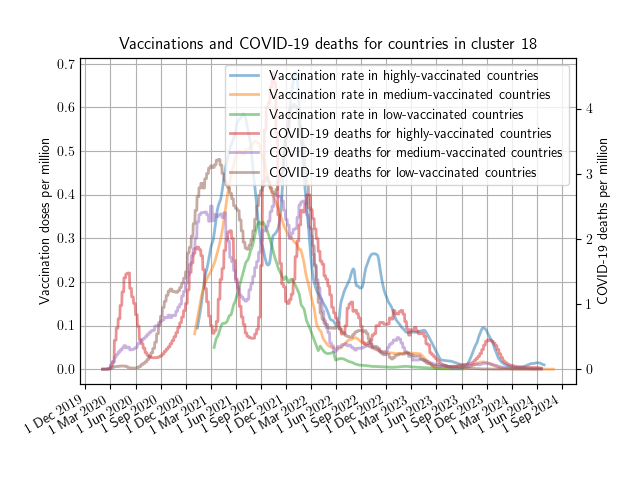 Vaccinations and COVID-19 deaths for countries in cluster 18
Vaccination rate in highly-vaccinated countries
Vaccination rate in medium-vaccinated countries
Vaccination rate in low-vaccinated countries
COVID-19 deaths for highly-vaccinated countries
COVID-19 deaths for medium-vaccinated countries
COVID-19 deaths for low-vaccinated countries
Vaccination doses per million
0.7
0.6
0.5
0.4
0.3
0.2
0.1
0.0
COVID-19 deaths per million
4
3
2
1
0
1 Dec 2019
1 Mar 2020
1 Jun 2020
1 Sep 2020
1 Dec 2020
1 Mar 2021
1 Jun 2021
1 Sep 2021
1 Dec 2021
1 Mar 2022
1 Jun 2022
1 Sep 2022
1 Dec 2022
1 Mar 2023
1 Jun 2023
1 Sep 2023
1 Dec 2023
1 Mar 2024
1 Jun 2024
1 Sep 2024